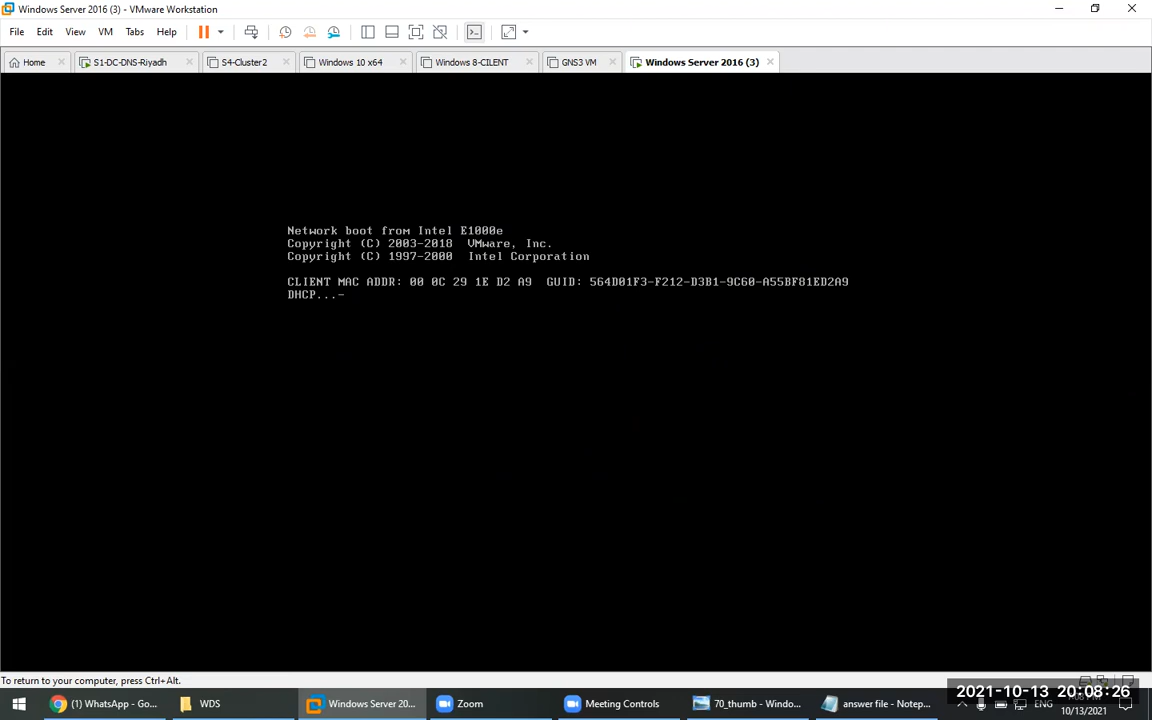 Windows Server 2016 (3) - VMware Workstation
File Edit View VM Tabs Help
Home S1-DC-DNS-Riyadh S4-Cluster2 Windows 10 x64 Windows 8-CILENT GNS3 VM Windows Server 2016 (3)
Network boot from Intel E1000e
Copyright (C) 2003-2018 VMware, Inc.
Copyright (C) 1997-2000 Intel Corporation
CLIENT MAC ADDR: 00 0C 29 1E D2 A9 GUID: 564D01F3-F212-D3B1-9C60-A55BF81ED2A9
DHCP...-
To return to your computer, press Ctrl+Alt.
(1) WhatsApp - Go... WDS Windows Server 20... Zoom Meeting Controls 70_thumb - Windo... answer file - Notep... ENG
2021-10-13 20:08:26
10/13/2021